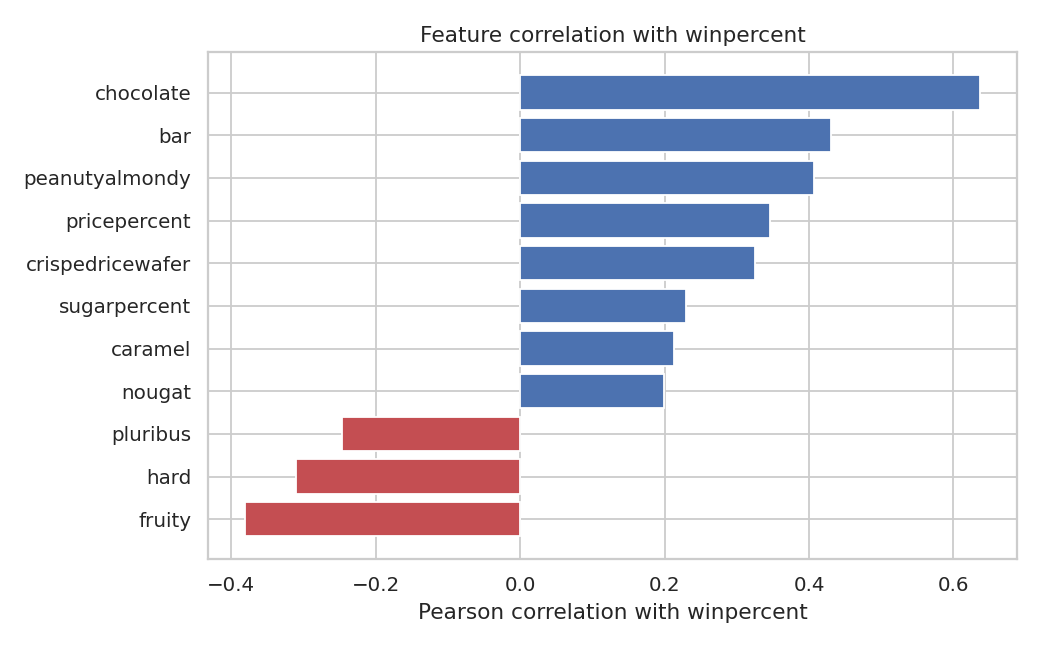 Feature correlation with winpercent
chocolate
bar
peanutyalmondy
pricepercent
crispedricewafer
sugarpercent
caramel
nougat
pluribus
hard
fruity
−0.4 −0.2 0.0 0.2 0.4 0.6
Pearson correlation with winpercent